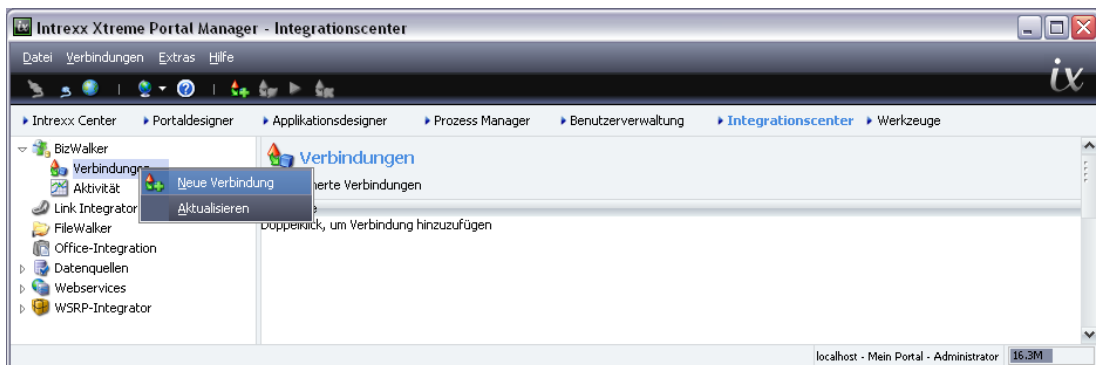 Intrexx Xtreme Portal Manager - Integrationscenter
Datei Verbindungen Extras Hilfe
ix
Intrexx Center Portaldesigner Applikationsdesigner Prozess Manager Benutzerverwaltung Integrationscenter Werkzeuge
BizWalker
Verbindungen
Aktivität
Link Integrator
FileWalker
Office-Integration
Datenquellen
Webservices
WSRP-Integrator
Neue Verbindung
Aktualisieren
Verbindungen
herte Verbindungen
Doppelklick, um Verbindung hinzuzufügen
localhost - Mein Portal - Administrator 16.3M